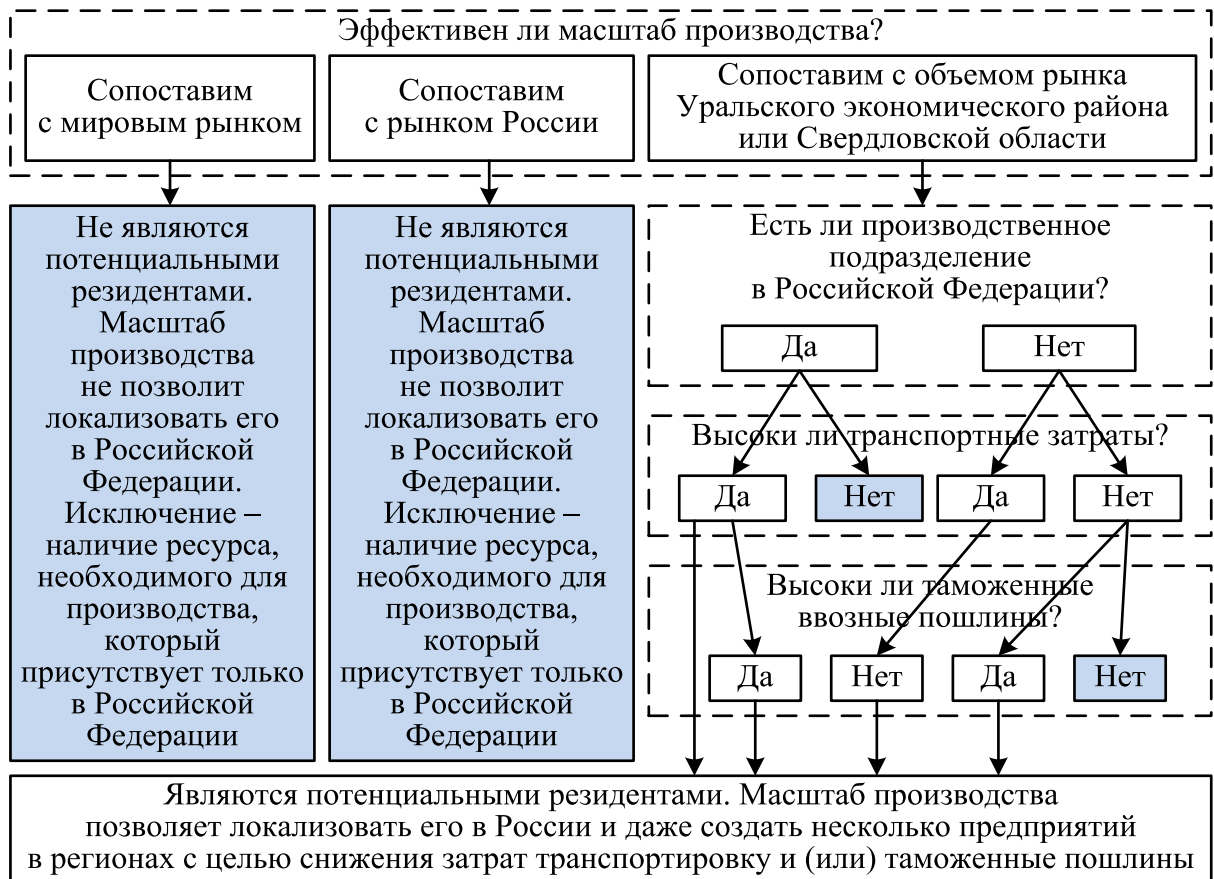 Эффективен ли масштаб производства?
Сопоставим
с мировым рынком
Сопоставим
с рынком России
Сопоставим с объемом рынка
Уральского экономического района
или Свердловской области
Не являются
потенциальными
резидентами.
Масштаб
производства
не позволит
локализовать его
в Российской
Федерации.
Исключение –
наличие ресурса,
необходимого для
производства,
который
присутствует только
в Российской
Федерации
Не являются
потенциальными
резидентами.
Масштаб
производства
не позволит
локализовать его
в Российской
Федерации.
Исключение –
наличие ресурса,
необходимого для
производства,
который
присутствует только
в Российской
Федерации
Есть ли производственное
подразделение
в Российской Федерации?
Да
Нет
Высоки ли транспортные затраты?
Да
Нет
Да
Нет
Высоки ли таможенные
ввозные пошлины?
Да
Нет
Да
Нет
Являются потенциальными резидентами. Масштаб производства
позволяет локализовать его в России и даже создать несколько предприятий
в регионах с целью снижения затрат транспортировку и (или) таможенные пошлины